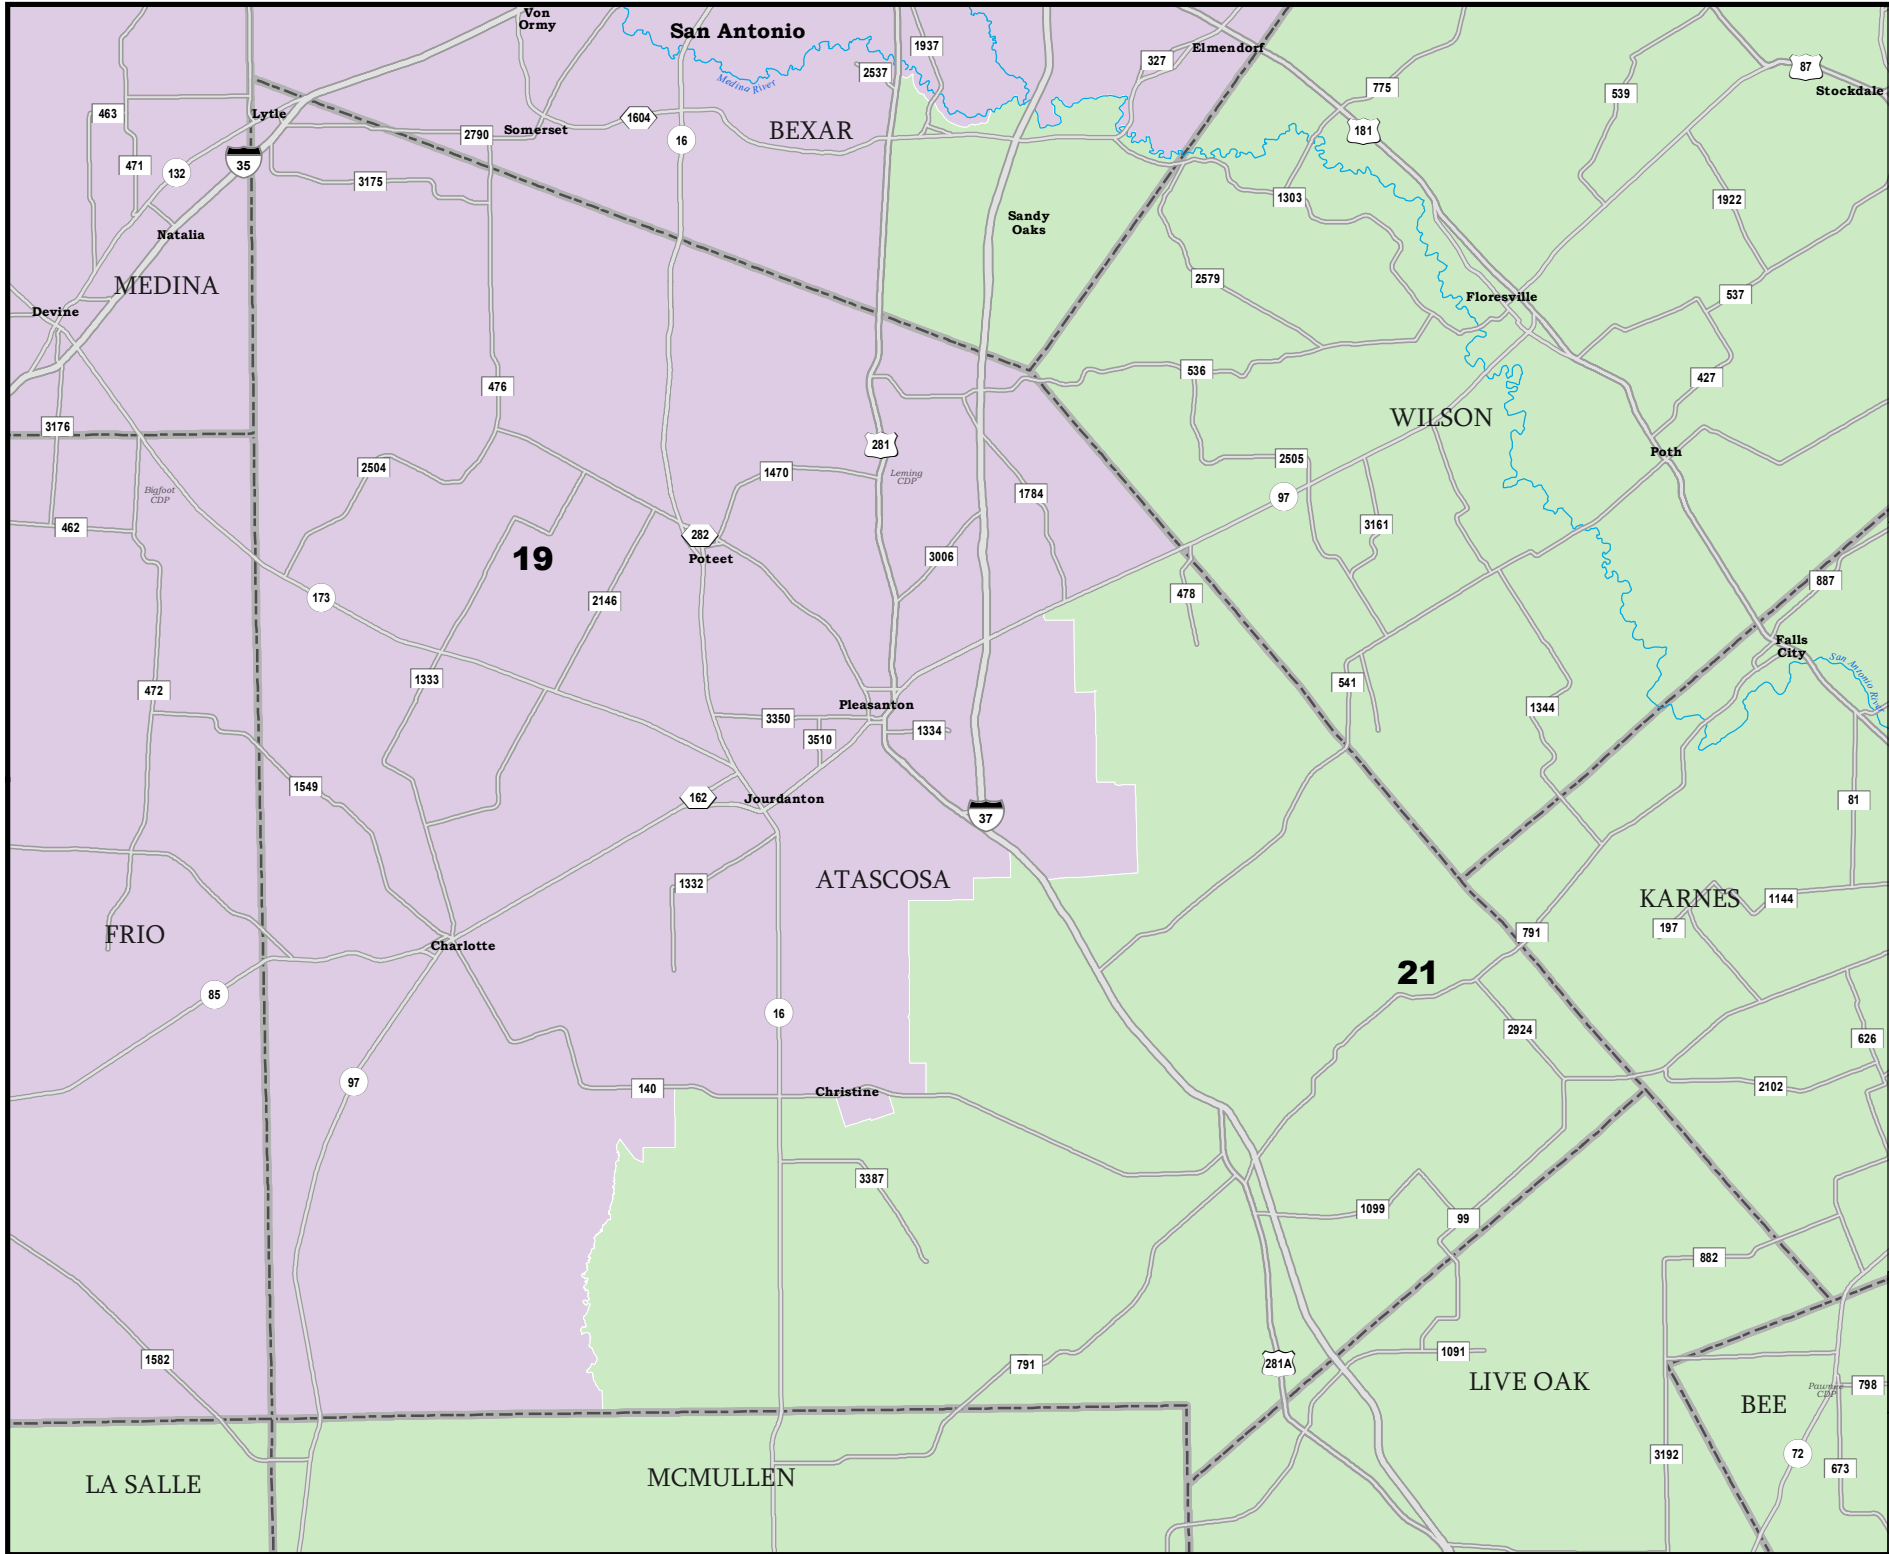 Von
Ormy
San Antonio
1937
Elmendorf
327
2537
87
Stockdale
775
539
Medina River
463
Lytle
1604
2790
Somerset
BEXAR
181
16
471
132
35
3175
1303
1922
Sandy
Oaks
Natalia
MEDINA
2579
Floresville
537
Devine
536
427
476
WILSON
3176
281
Poth
2504
1470
Leming
CDP
2505
Bigfoot
CDP
1784
97
462
3161
282
Poteet
19
3006
887
173
2146
478
Falls
City
San Antonio River
1333
541
472
Pleasanton
1344
3350
1334
3510
1549
162
Jourdanton
81
37
ATASCOSA
1332
KARNES
1144
197
FRIO
Charlotte
791
21
85
16
2924
626
97
140
Christine
2102
3387
1099
99
882
1582
791
281A
1091
LIVE OAK
Pawnee
CDP
798
BEE
72
3192
673
LA SALLE
MCMULLEN